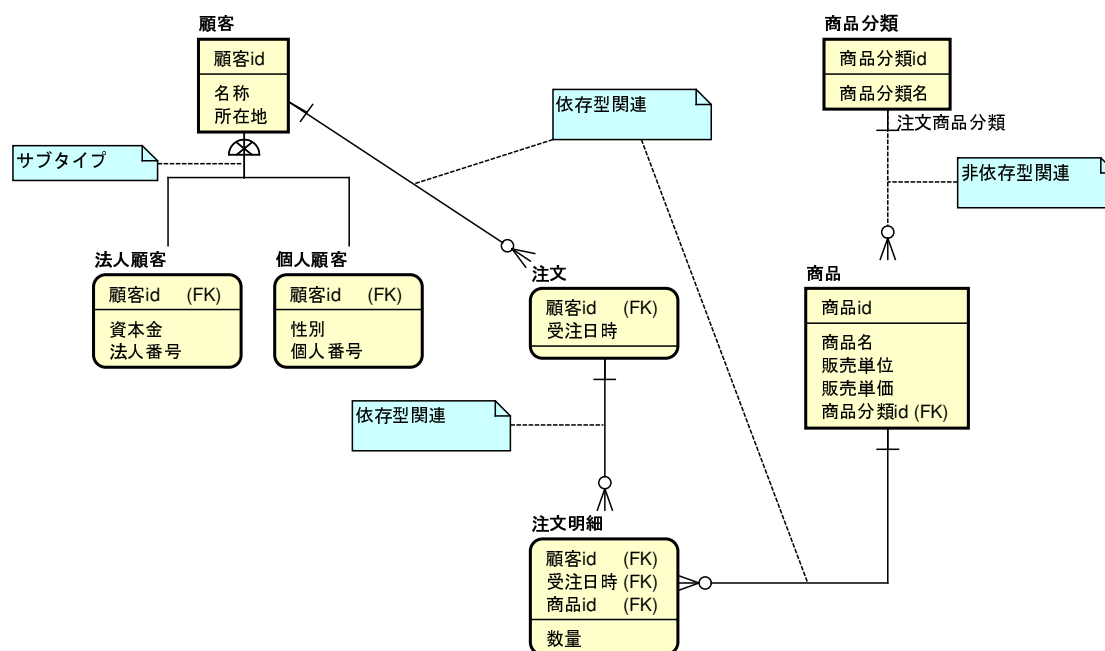 顧客
顧客id
名称
所在地
商品分類
商品分類id
商品分類名
注文商品分類
依存型関連
サブタイプ
非依存型関連
法人顧客
顧客id (FK)
資本金
法人番号
個人顧客
顧客id (FK)
性別
個人番号
注文
顧客id (FK)
受注日時
商品
商品id
商品名
販売単位
販売単価
商品分類id (FK)
依存型関連
注文明細
顧客id (FK)
受注日時 (FK)
商品id (FK)
数量